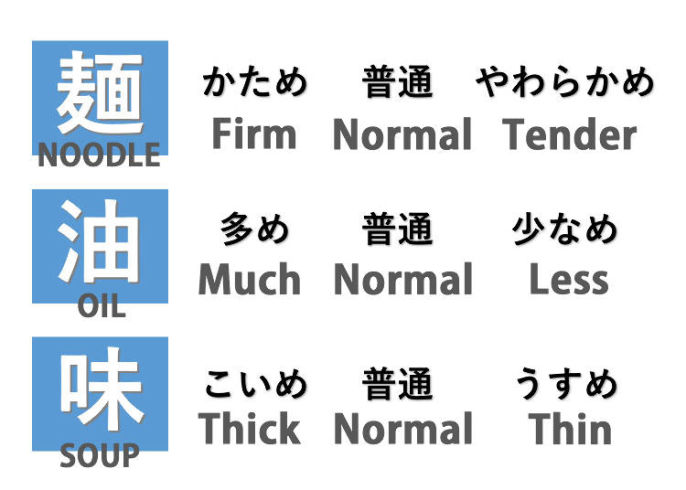 麺
NOODLE
かため 普通 やわらかめ
Firm Normal Tender
油
OIL
多め 普通 少なめ
Much Normal Less
味
SOUP
こいめ 普通 うすめ
Thick Normal Thin